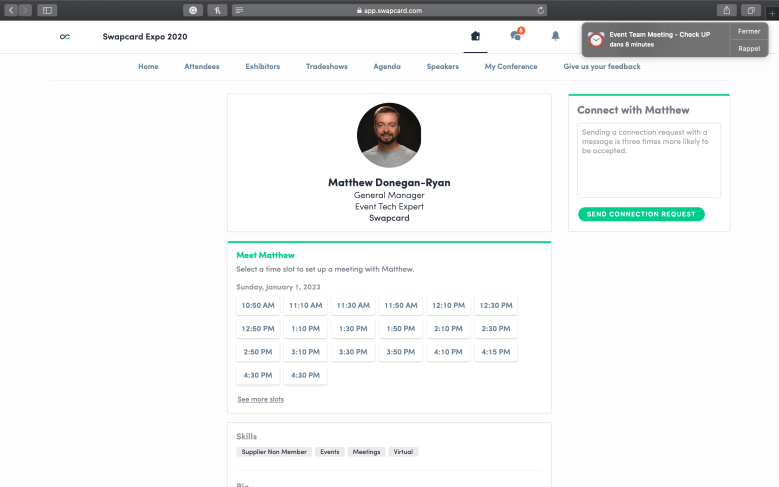 app.swapcard.com
Swapcard Expo 2020
5
Event Team Meeting - Check UP
dans 8 minutes
Fermer
Rappel
Home Attendees Exhibitors Tradeshows Agenda Speakers My Conference Give us your feedback
Matthew Donegan-Ryan
General Manager
Event Tech Expert
Swapcard
Connect with Matthew
Sending a connection request with a
message is three times more likely to
be accepted.
SEND CONNECTION REQUEST
Meet Matthew
Select a time slot to set up a meeting with Matthew.
Sunday, January 1, 2023
10:50 AM 11:10 AM 11:30 AM 11:50 AM 12:10 PM 12:30 PM
12:50 PM 1:10 PM 1:30 PM 1:50 PM 2:10 PM 2:30 PM
2:50 PM 3:10 PM 3:30 PM 3:50 PM 4:10 PM 4:15 PM
4:30 PM 4:30 PM
See more slots
Skills
Supplier Non Member Events Meetings Virtual
Bio